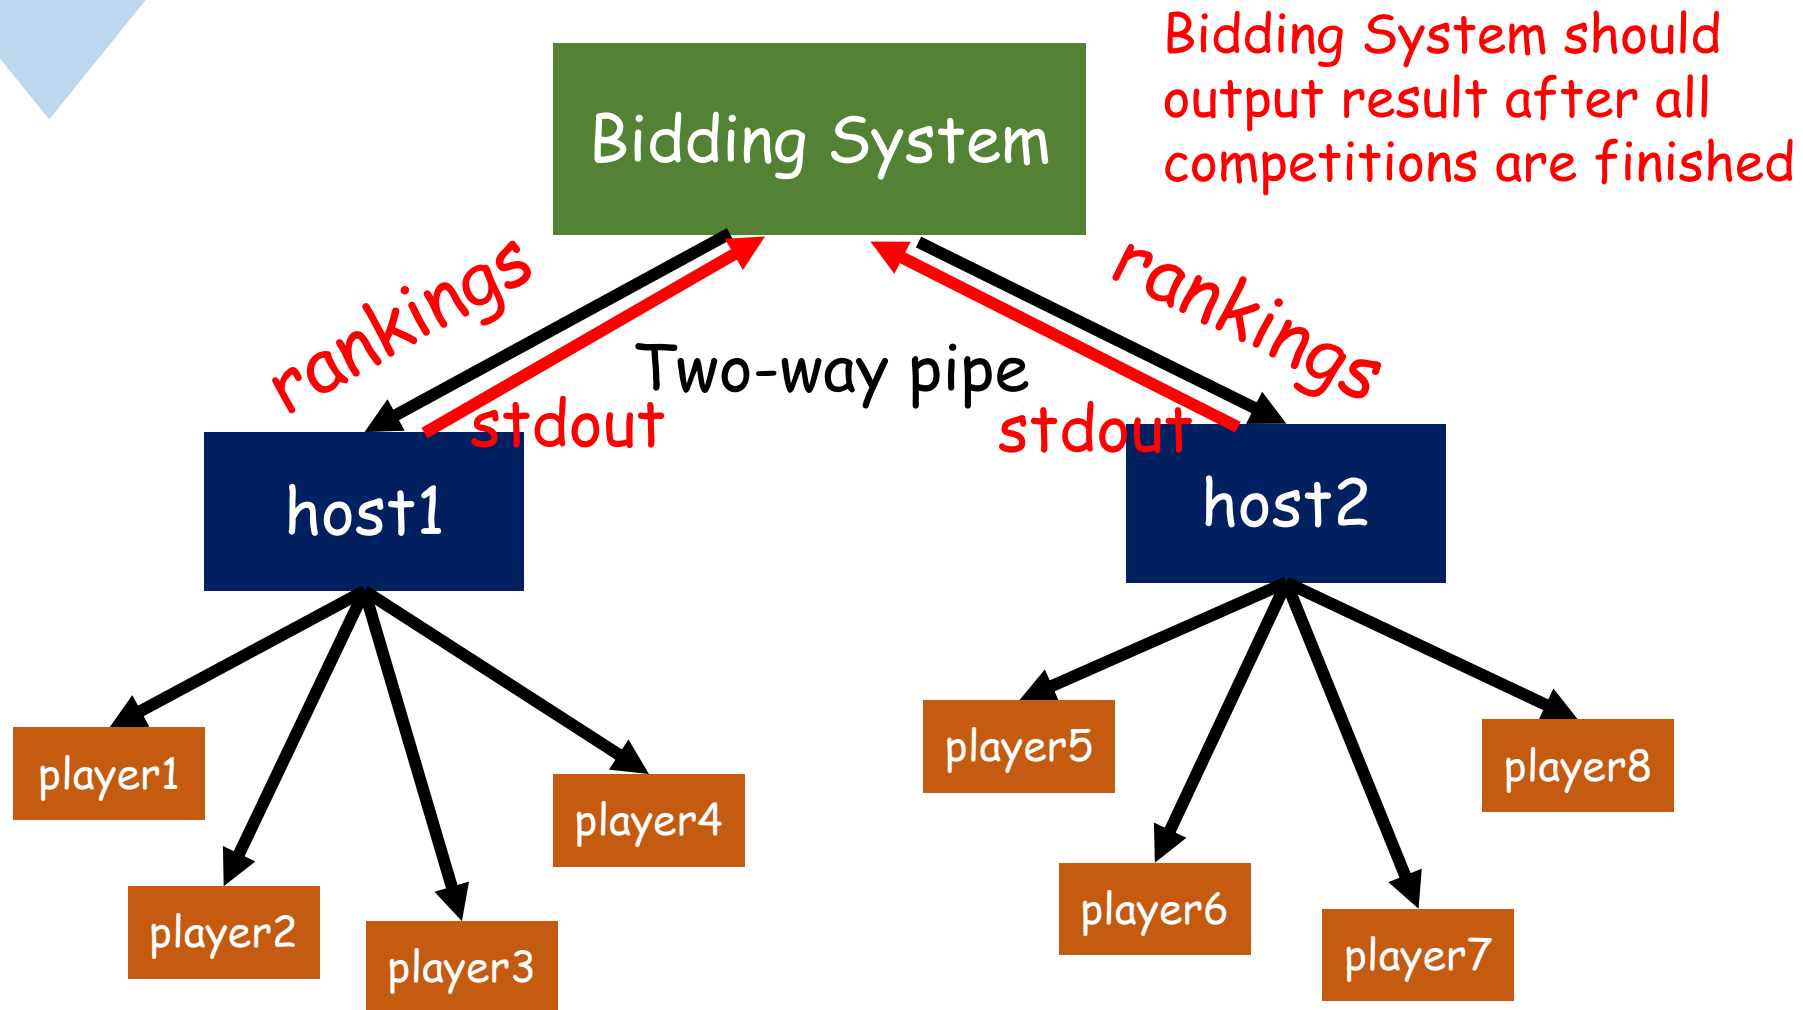 Bidding System should
output result after all
competitions are finished
Bidding System
rankings
rankings
Two-way pipe
stdout
stdout
host1
host2
player1
player2
player3
player4
player5
player6
player7
player8